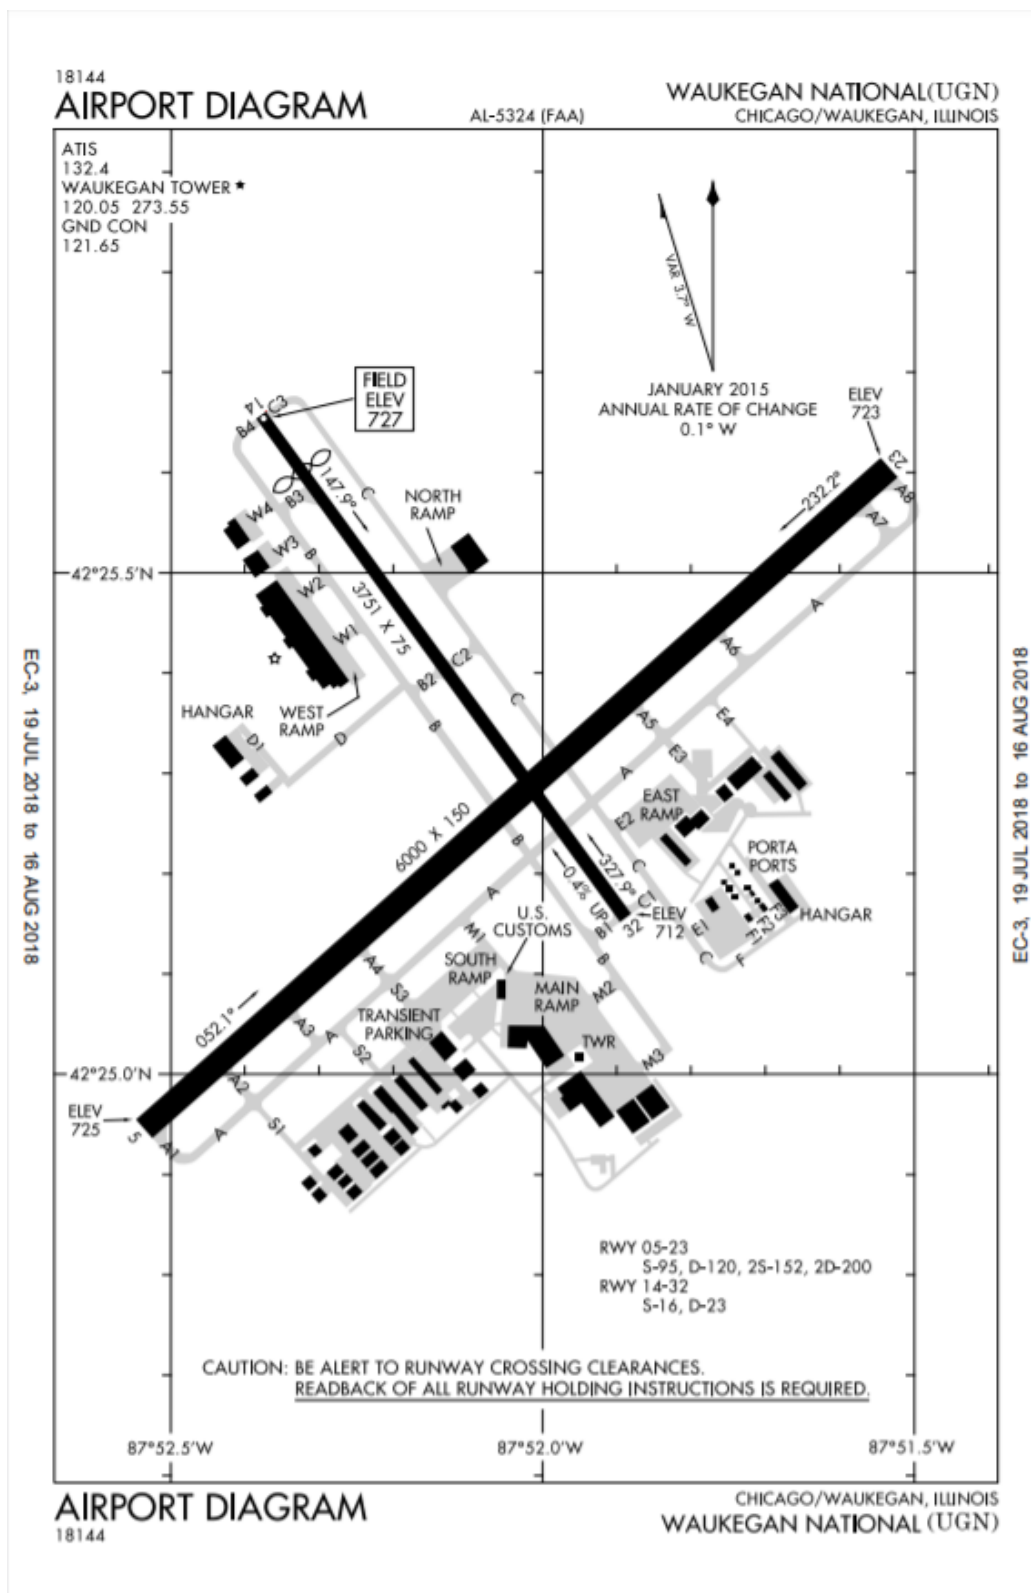 18144
AIRPORT DIAGRAM
AL-5324 (FAA)
WAUKEGAN NATIONAL(UGN)
CHICAGO/WAUKEGAN, ILLINOIS
ATIS
132.4
WAUKEGAN TOWER ★
120.05 273.55
GND CON
121.65
VAR 3.7° W
JANUARY 2015
ANNUAL RATE OF CHANGE
0.1° W
FIELD
ELEV
727
ELEV
723
14
C3
B4
23
A8
A7
232.2°
147.9°
C
NORTH
RAMP
W4
B3
W3
B
W2
42°25.5'N
3751 X 75
A
W1
C2
A6
B2
C
HANGAR
WEST
RAMP
D1
D
B
A5
E4
E3
A
EAST
RAMP
E2
6000 X 150
B
C
PORTA
PORTS
327.9°
0.4% UP
A
C1
U.S.
CUSTOMS
B1
32
ELEV
712
E1
F3
F2
F1
HANGAR
M1
A4
SOUTH
RAMP
B
C
F
S3
MAIN
RAMP
M2
052.1°
TRANSIENT
PARKING
A3
A
S2
TWR
M3
42°25.0'N
A2
ELEV
725
5
A1
A
S1
RWY 05-23
S-95, D-120, 2S-152, 2D-200
RWY 14-32
S-16, D-23
CAUTION: BE ALERT TO RUNWAY CROSSING CLEARANCES.
READBACK OF ALL RUNWAY HOLDING INSTRUCTIONS IS REQUIRED.
87°52.5'W
87°52.0'W
87°51.5'W
AIRPORT DIAGRAM
18144
CHICAGO/WAUKEGAN, ILLINOIS
WAUKEGAN NATIONAL (UGN)
EC-3, 19 JUL 2018 to 16 AUG 2018
EC-3, 19 JUL 2018 to 16 AUG 2018